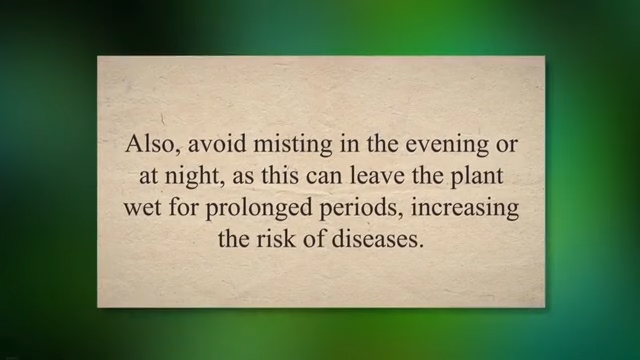 Also, avoid misting in the evening or
at night, as this can leave the plant
wet for prolonged periods, increasing
the risk of diseases.